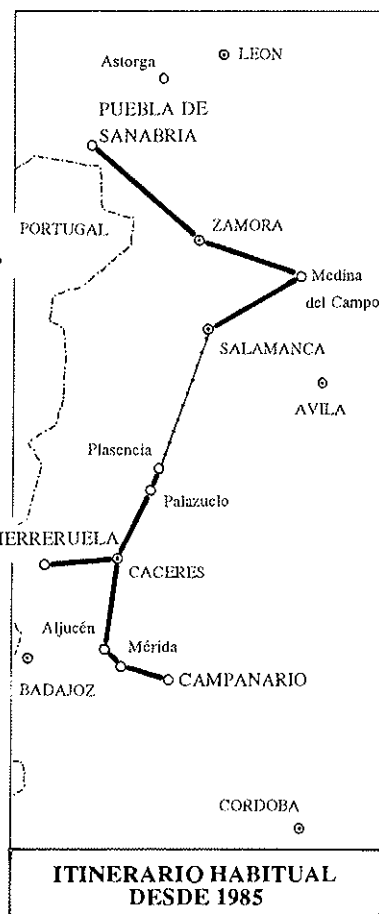 LEON
Astorga
PUEBLA DE
SANABRIA
ZAMORA
PORTUGAL
Medina
del Campo
SALAMANCA
AVILA
Plasencia
Palazuelo
HERRERUELA
CACERES
Aljucén
Mérida
CAMPANARIO
BADAJOZ
CORDOBA
ITINERARIO HABITUAL
DESDE 1985